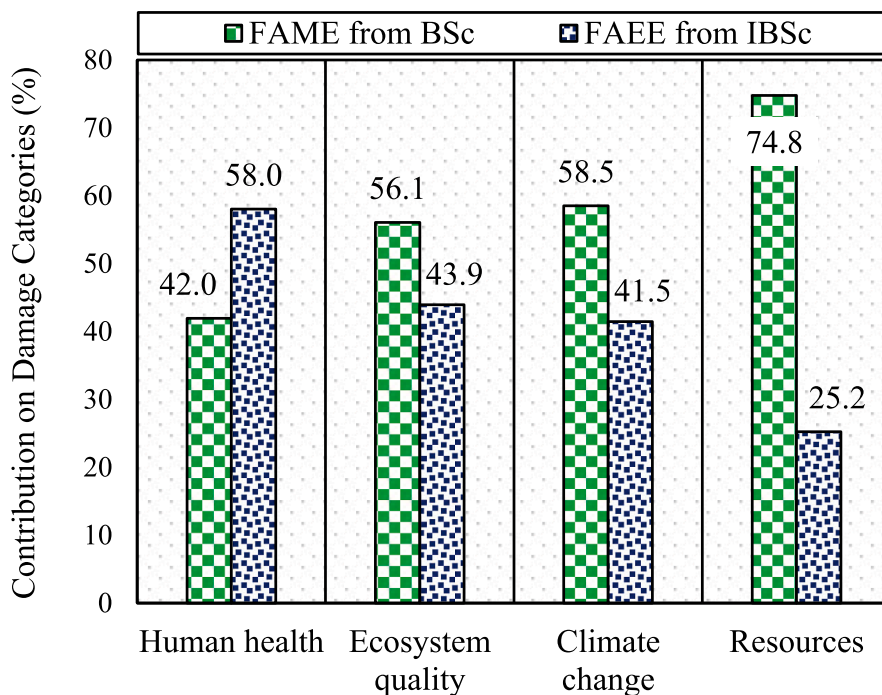 FAME from BSc FAEE from IBSc
Contribution on Damage Categories (%)
80
70
60
50
40
30
20
10
0
42.0
58.0
56.1
43.9
58.5
41.5
74.8
25.2
Human health
Ecosystem
quality
Climate
change
Resources